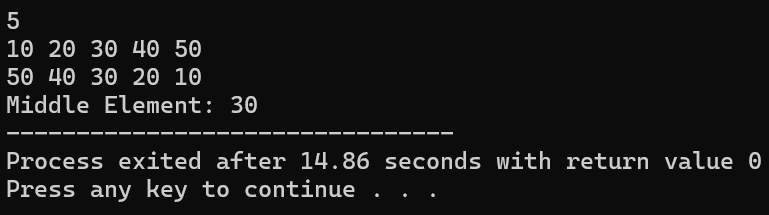 5
10 20 30 40 50
50 40 30 20 10
Middle Element: 30
--------------------------------
Process exited after 14.86 seconds with return value 0
Press any key to continue . . .